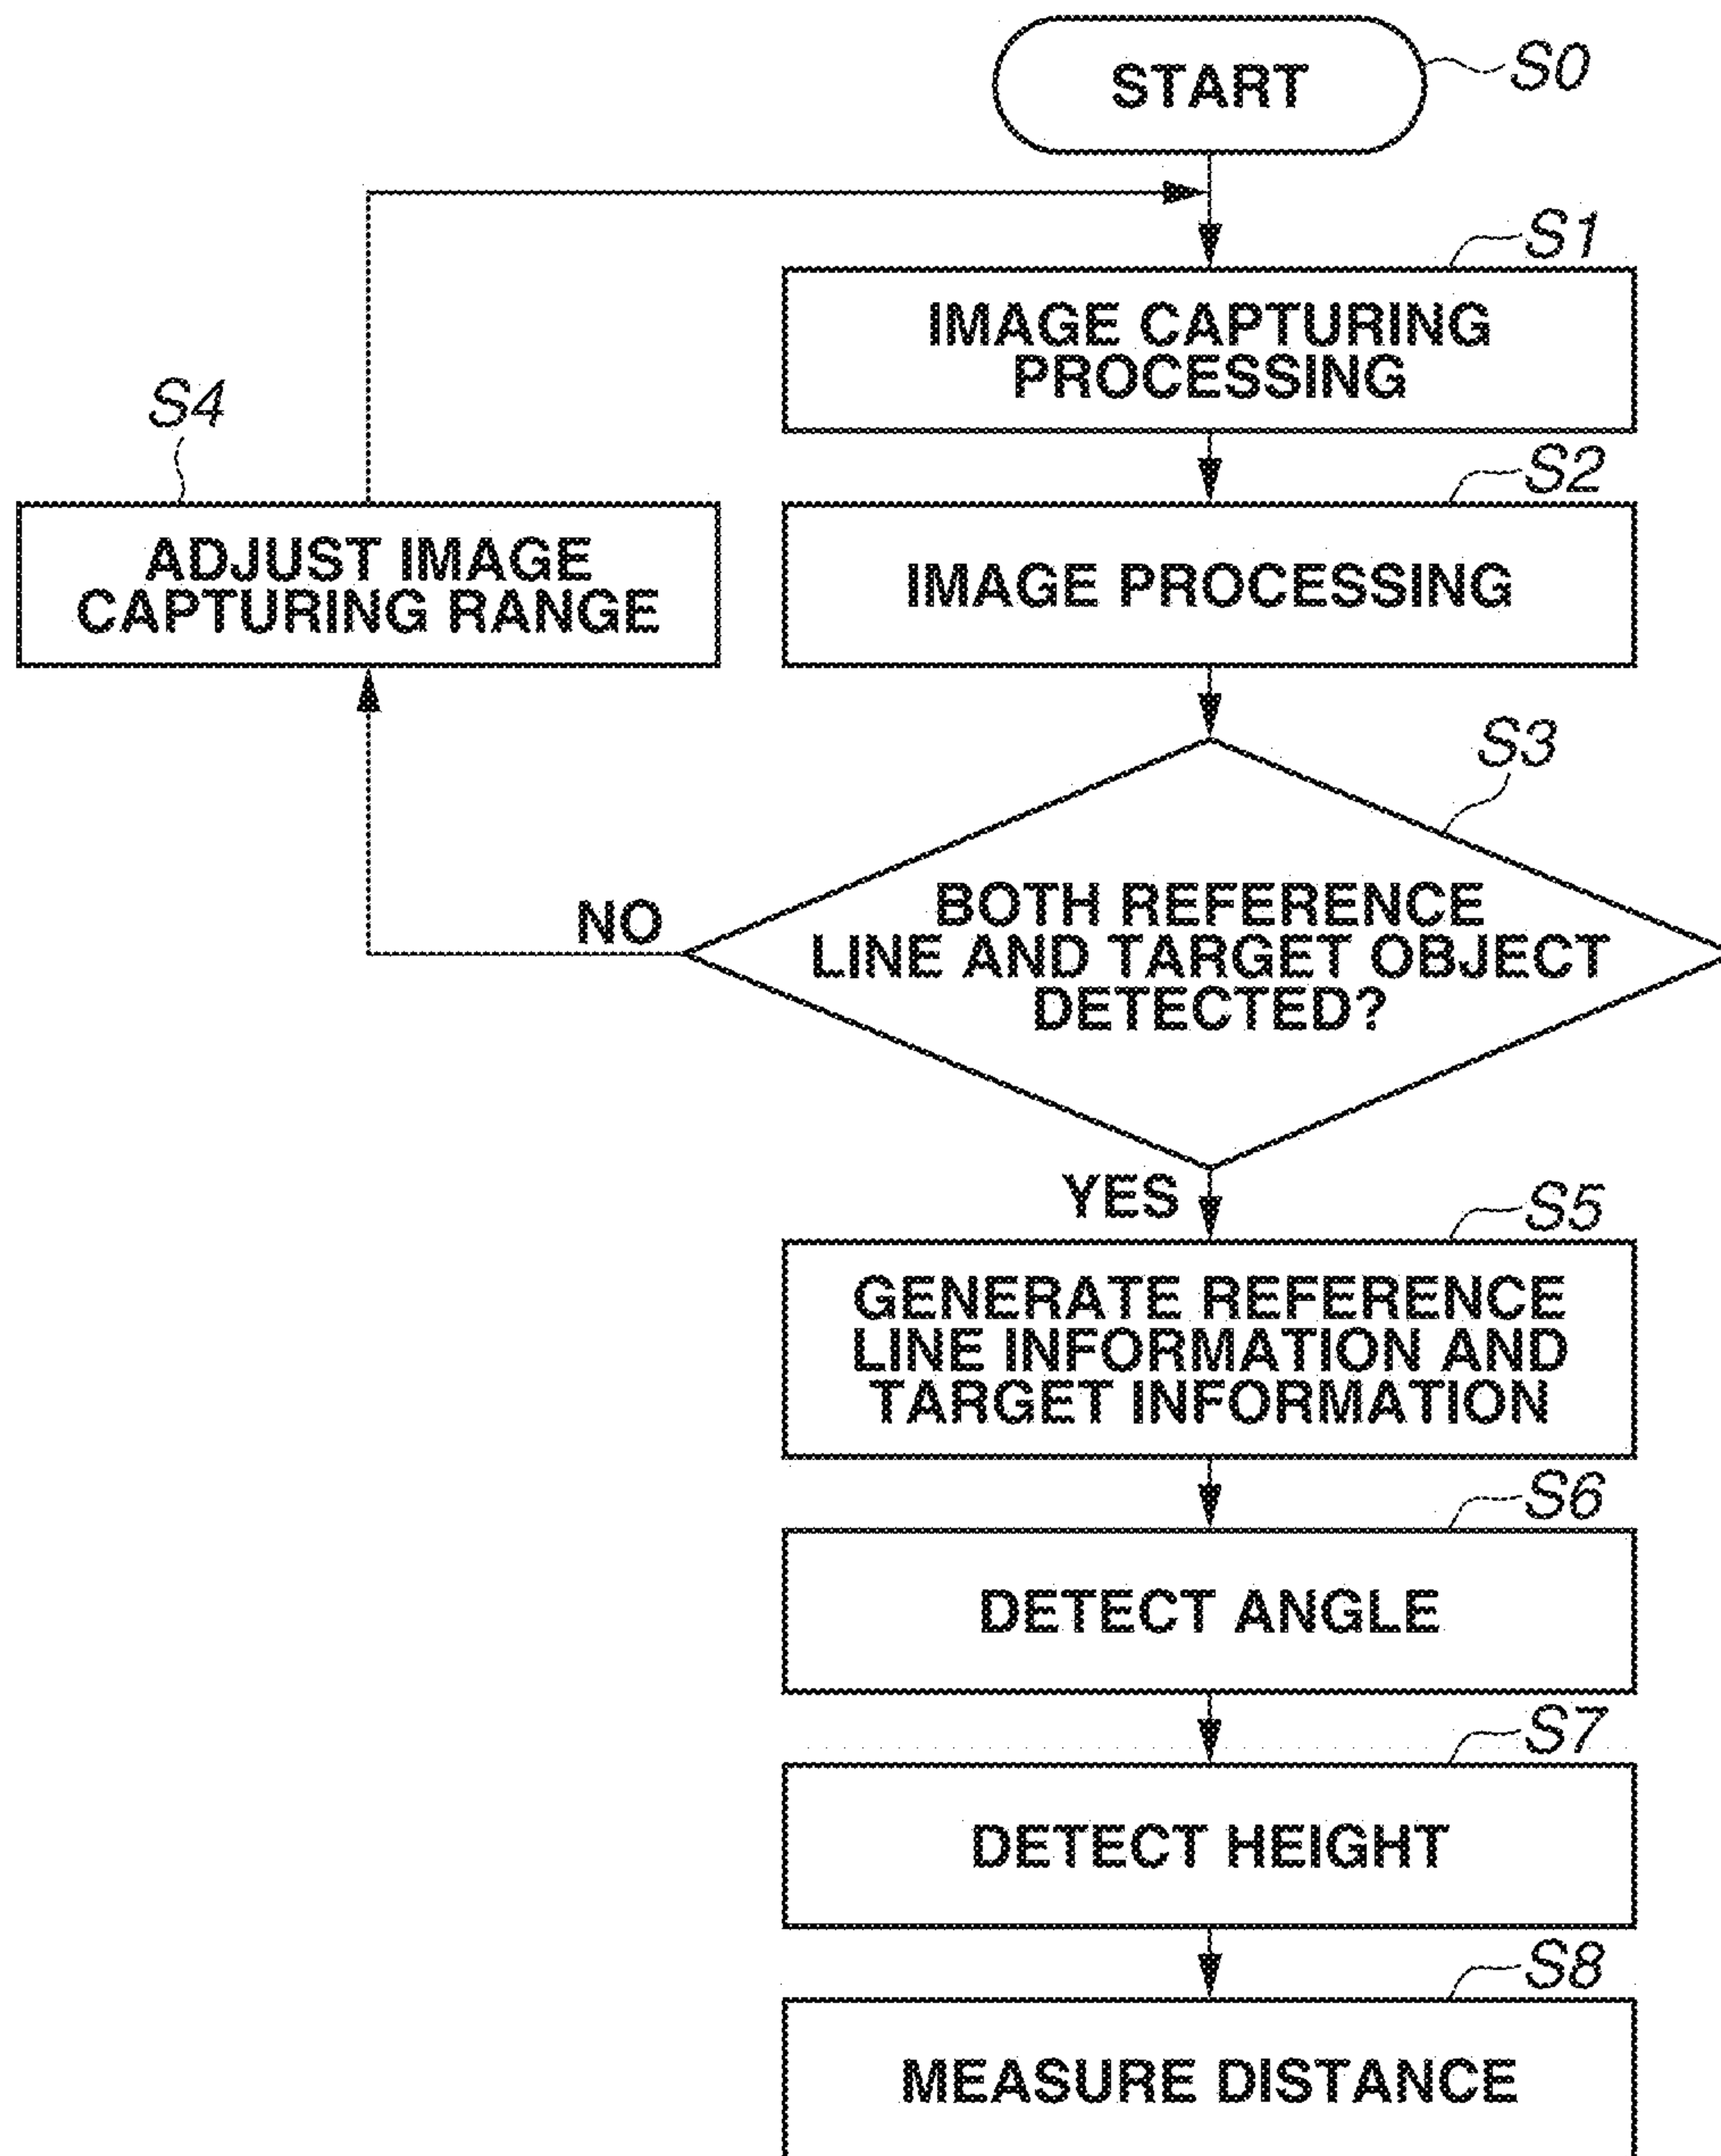 START
S0
S1
IMAGE CAPTURING
PROCESSING
S4
ADJUST IMAGE
CAPTURING RANGE
S2
IMAGE PROCESSING
S3
BOTH REFERENCE
LINE AND TARGET OBJECT
DETECTED?
NO
YES
S5
GENERATE REFERENCE
LINE INFORMATION AND
TARGET INFORMATION
S6
DETECT ANGLE
S7
DETECT HEIGHT
S8
MEASURE DISTANCE